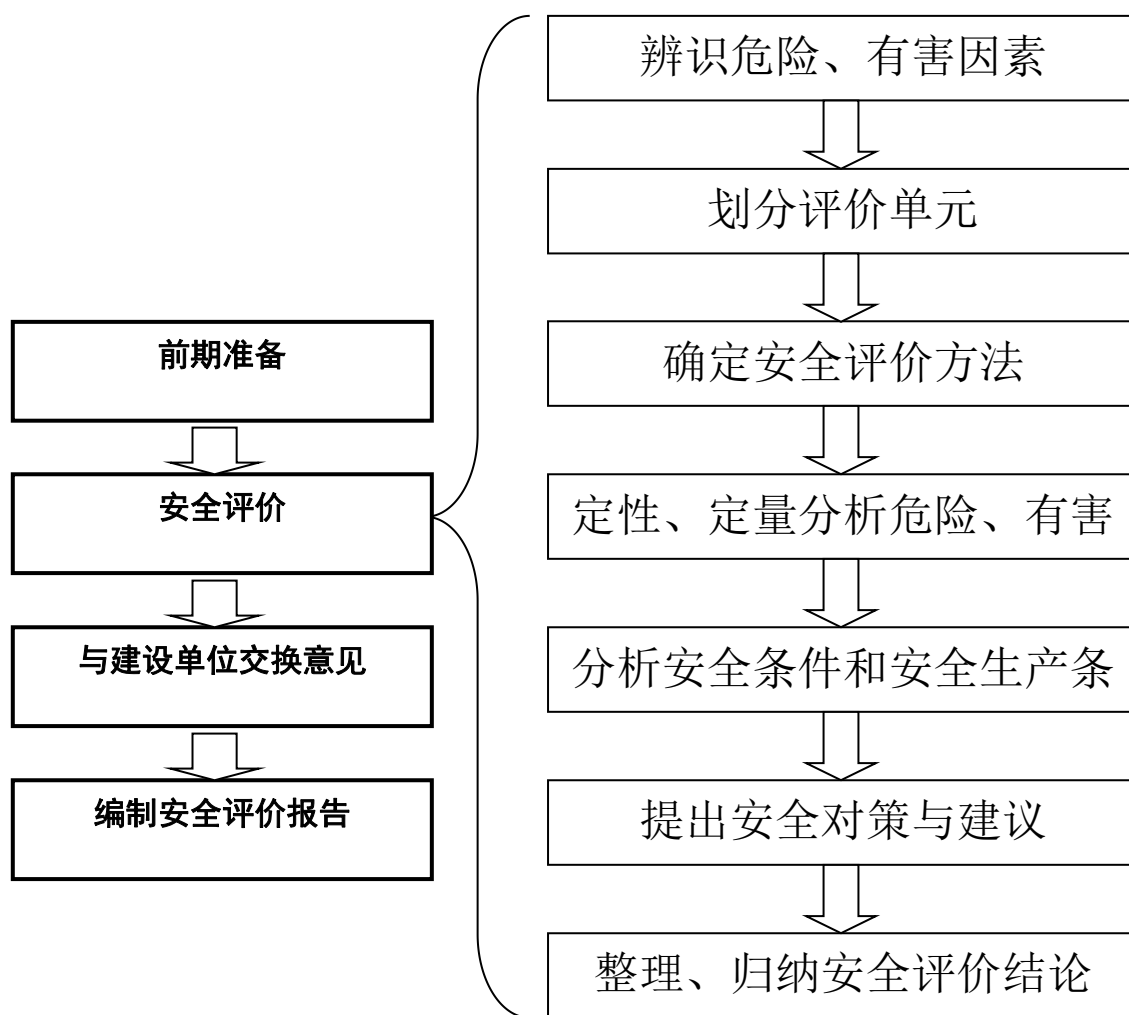 前期准备
安全评价
与建设单位交换意见
编制安全评价报告
辨识危险、有害因素
划分评价单元
确定安全评价方法
定性、定量分析危险、有害
分析安全条件和安全生产条
提出安全对策与建议
整理、归纳安全评价结论